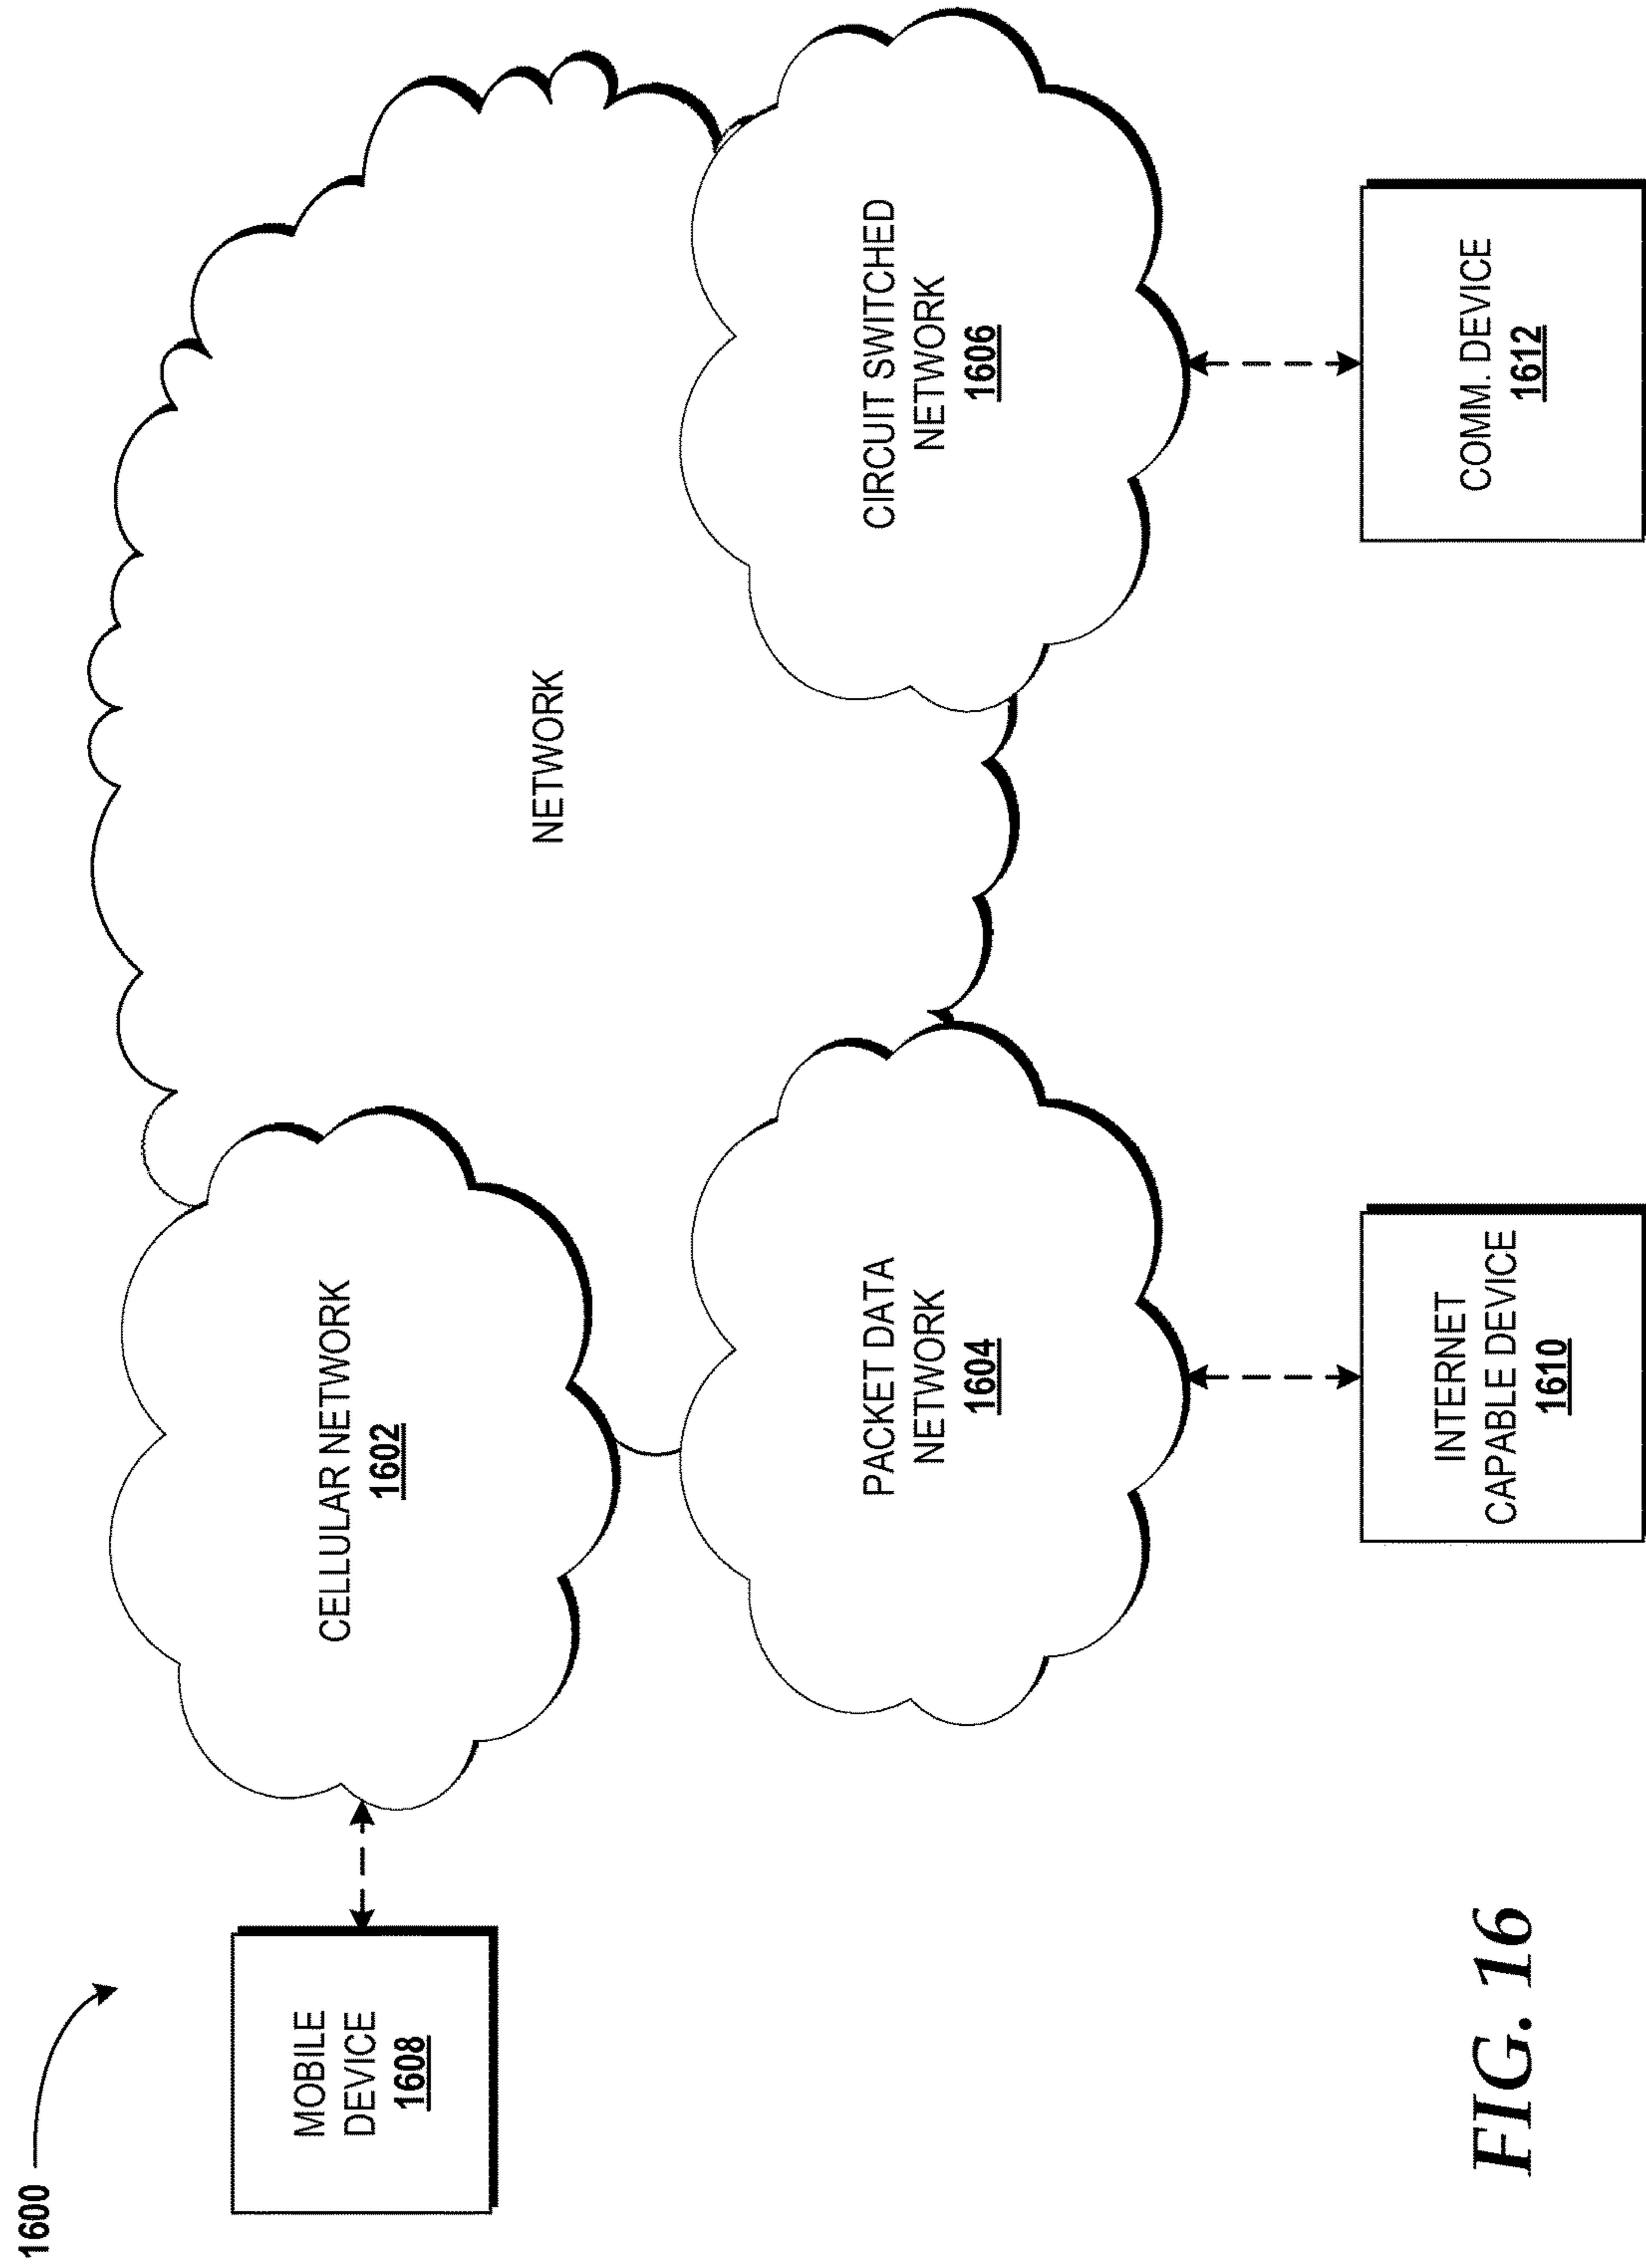 1600
MOBILE
DEVICE
1608
CELLULAR NETWORK
1602
NETWORK
PACKET DATA
NETWORK
1604
CIRCUIT SWITCHED
NETWORK
1606
INTERNET
CAPABLE DEVICE
1610
COMM. DEVICE
1612
FIG. 16